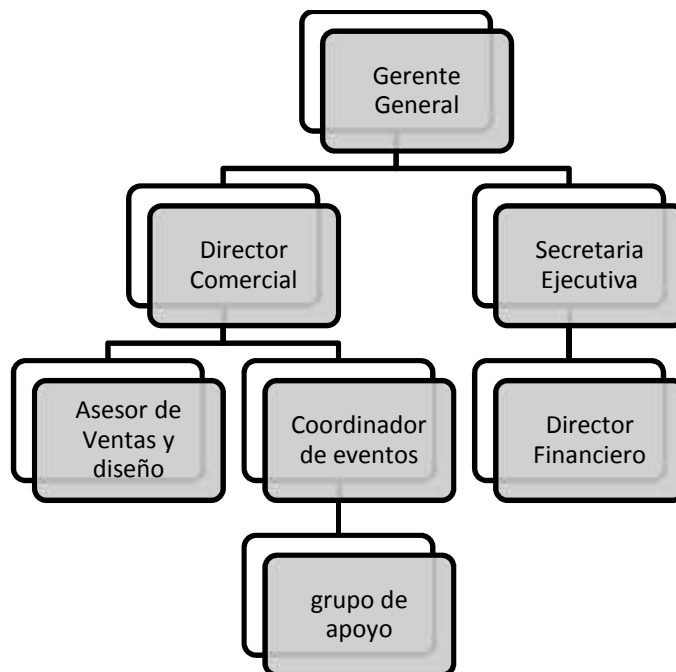 Gerente
General
Director
Comercial
Secretaria
Ejecutiva
Asesor de
Ventas y
diseño
Coordinador
de eventos
Director
Financiero
grupo de
apoyo